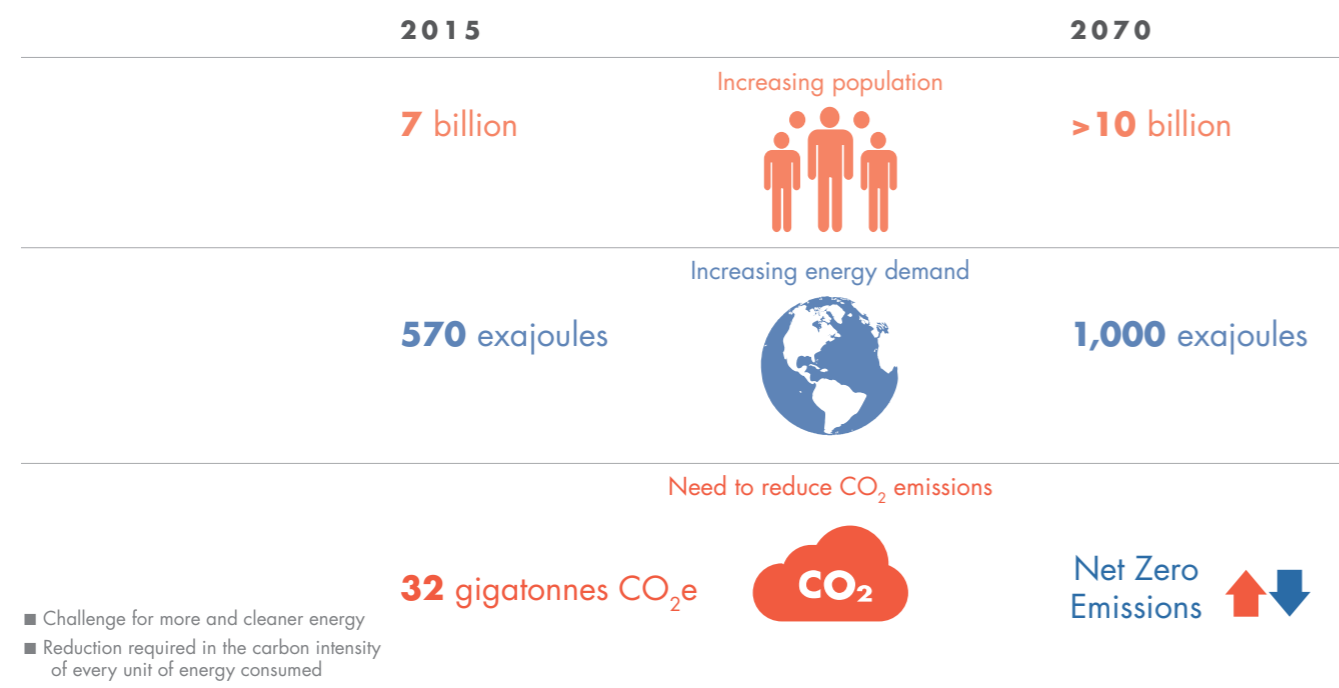 2015
2070
Increasing population
7 billion
>10 billion
Increasing energy demand
570 exajoules
1,000 exajoules
Need to reduce CO₂ emissions
32 gigatonnes CO₂e
CO₂
Net Zero
Emissions
■ Challenge for more and cleaner energy
■ Reduction required in the carbon intensity
of every unit of energy consumed